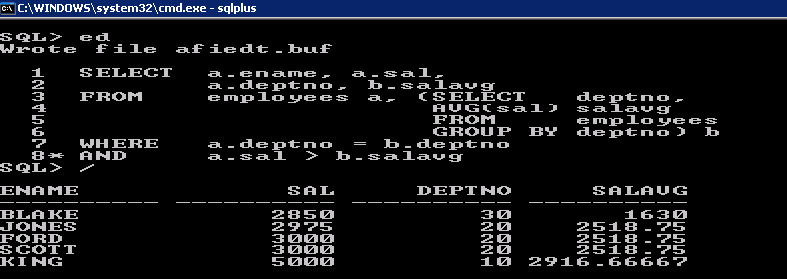 C:\WINDOWS\system32\cmd.exe - sqlplus
SQL> ed
Wrote file afiedt.buf
1 SELECT a.ename, a.sal,
2 a.deptno, b.salavg
3 FROM employees a, (SELECT deptno,
4 AVG(sal) salavg
5 FROM employees
6 GROUP BY deptno) b
7 WHERE a.deptno = b.deptno
8* AND a.sal > b.salavg
SQL> /
ENAME SAL DEPTNO SALAVG
---------- ---------- ---------- ----------
BLAKE 2850 30 1630
JONES 2975 20 2518.75
FORD 3000 20 2518.75
SCOTT 3000 20 2518.75
KING 5000 10 2916.66667